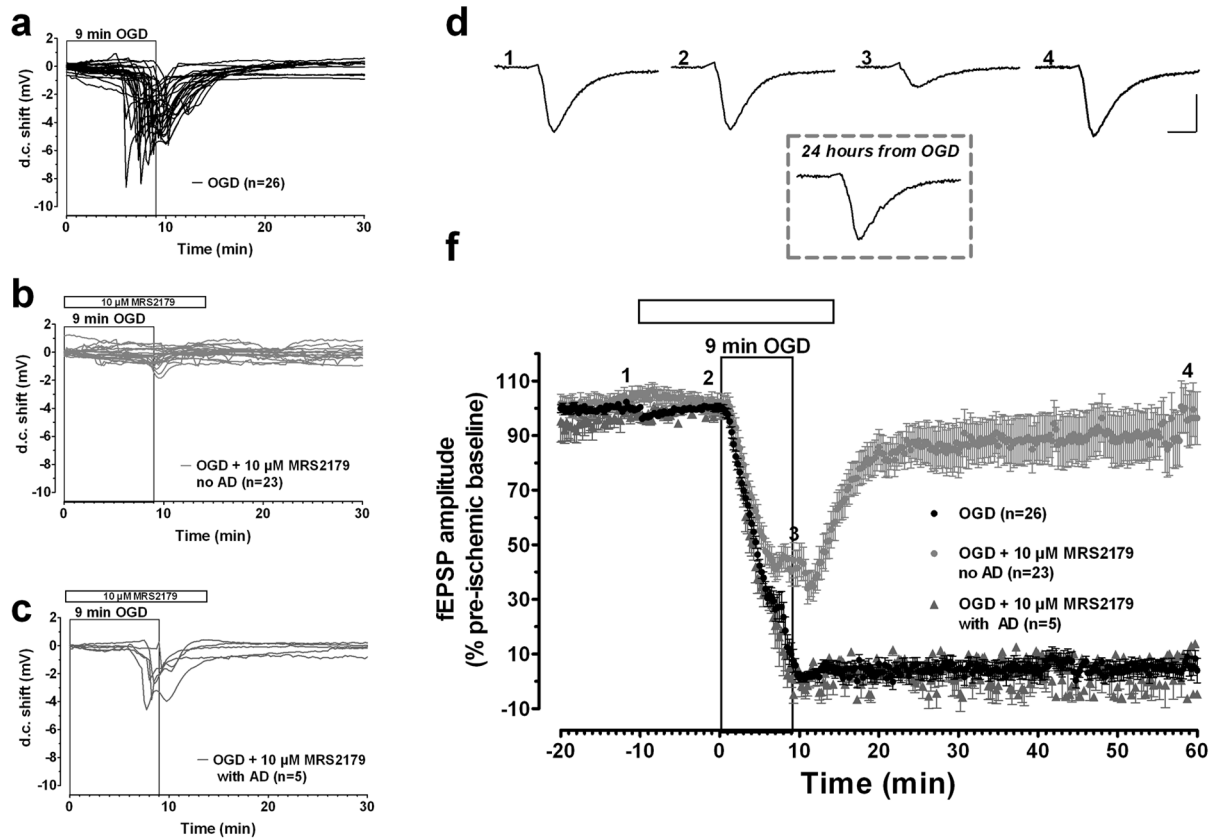 a
9 min OGD
2
0
-2
-4
-6
-8
-10
d.c. shift (mV)
OGD (n=26)
0
10
20
30
Time (min)
b
10 µM MRS2179
9 min OGD
2
0
-2
-4
-6
-8
-10
d.c. shift (mV)
OGD + 10 µM MRS2179
no AD (n=23)
0
10
20
30
Time (min)
c
10 µM MRS2179
9 min OGD
2
0
-2
-4
-6
-8
-10
d.c. shift (mV)
OGD + 10 µM MRS2179
with AD (n=5)
0
10
20
30
Time (min)
d
1
2
3
4
24 hours from OGD
f
9 min OGD
1
2
3
4
110
90
70
50
30
10
-10
fEPSP amplitude
(% pre-ischemic baseline)
OGD (n=26)
OGD + 10 µM MRS2179
no AD (n=23)
OGD + 10 µM MRS2179
with AD (n=5)
-20
-10
0
10
20
30
40
50
60
Time (min)